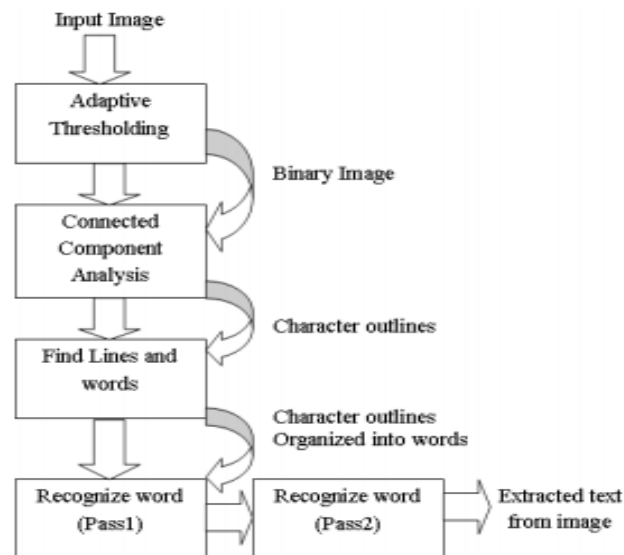 Input Image
Adaptive
Thresholding
Binary Image
Connected
Component
Analysis
Character outlines
Find Lines and
words
Character outlines
Organized into words
Recognize word
(Pass1)
Recognize word
(Pass2)
Extracted text
from image